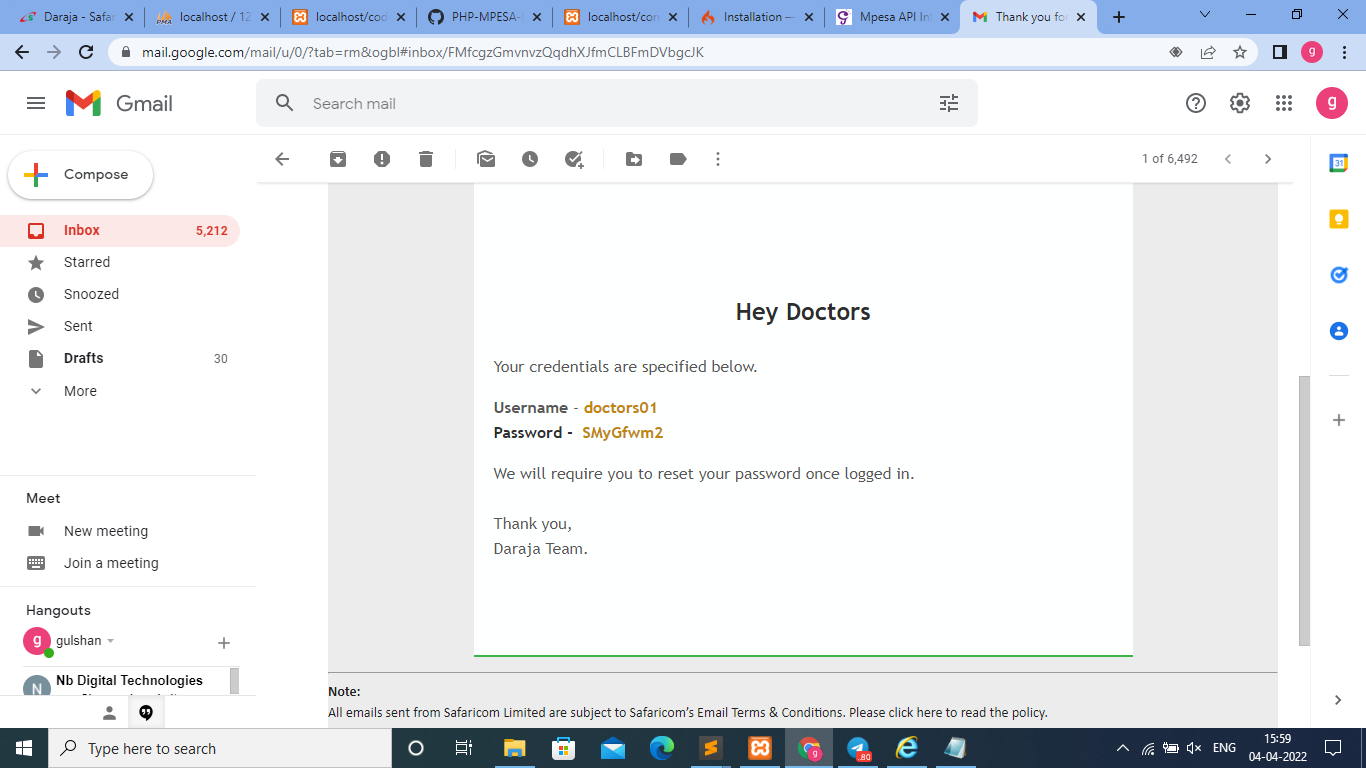 Daraja - Safar
localhost / 12
localhost/cod
PHP-MPESA-
localhost/con
Installation —
Mpesa API In
Thank you for
mail.google.com/mail/u/0/?tab=rm&ogbl#inbox/FMfcgzGmvnvzQqdhXJfmCLBFmDVbgcJK
g
Gmail
Search mail
g
Compose
1 of 6,492
31
Inbox 5,212
Starred
Snoozed
Sent
Drafts 30
More
Hey Doctors
Your credentials are specified below.
Username - doctors01
Password - SMyGfwm2
We will require you to reset your password once logged in.
Thank you,
Daraja Team.
Meet
New meeting
Join a meeting
Hangouts
g gulshan
N Nb Digital Technologies
Note:
All emails sent from Safaricom Limited are subject to Safaricom's Email Terms & Conditions. Please click here to read the policy.
Type here to search
.80
ENG
15:59
04-04-2022